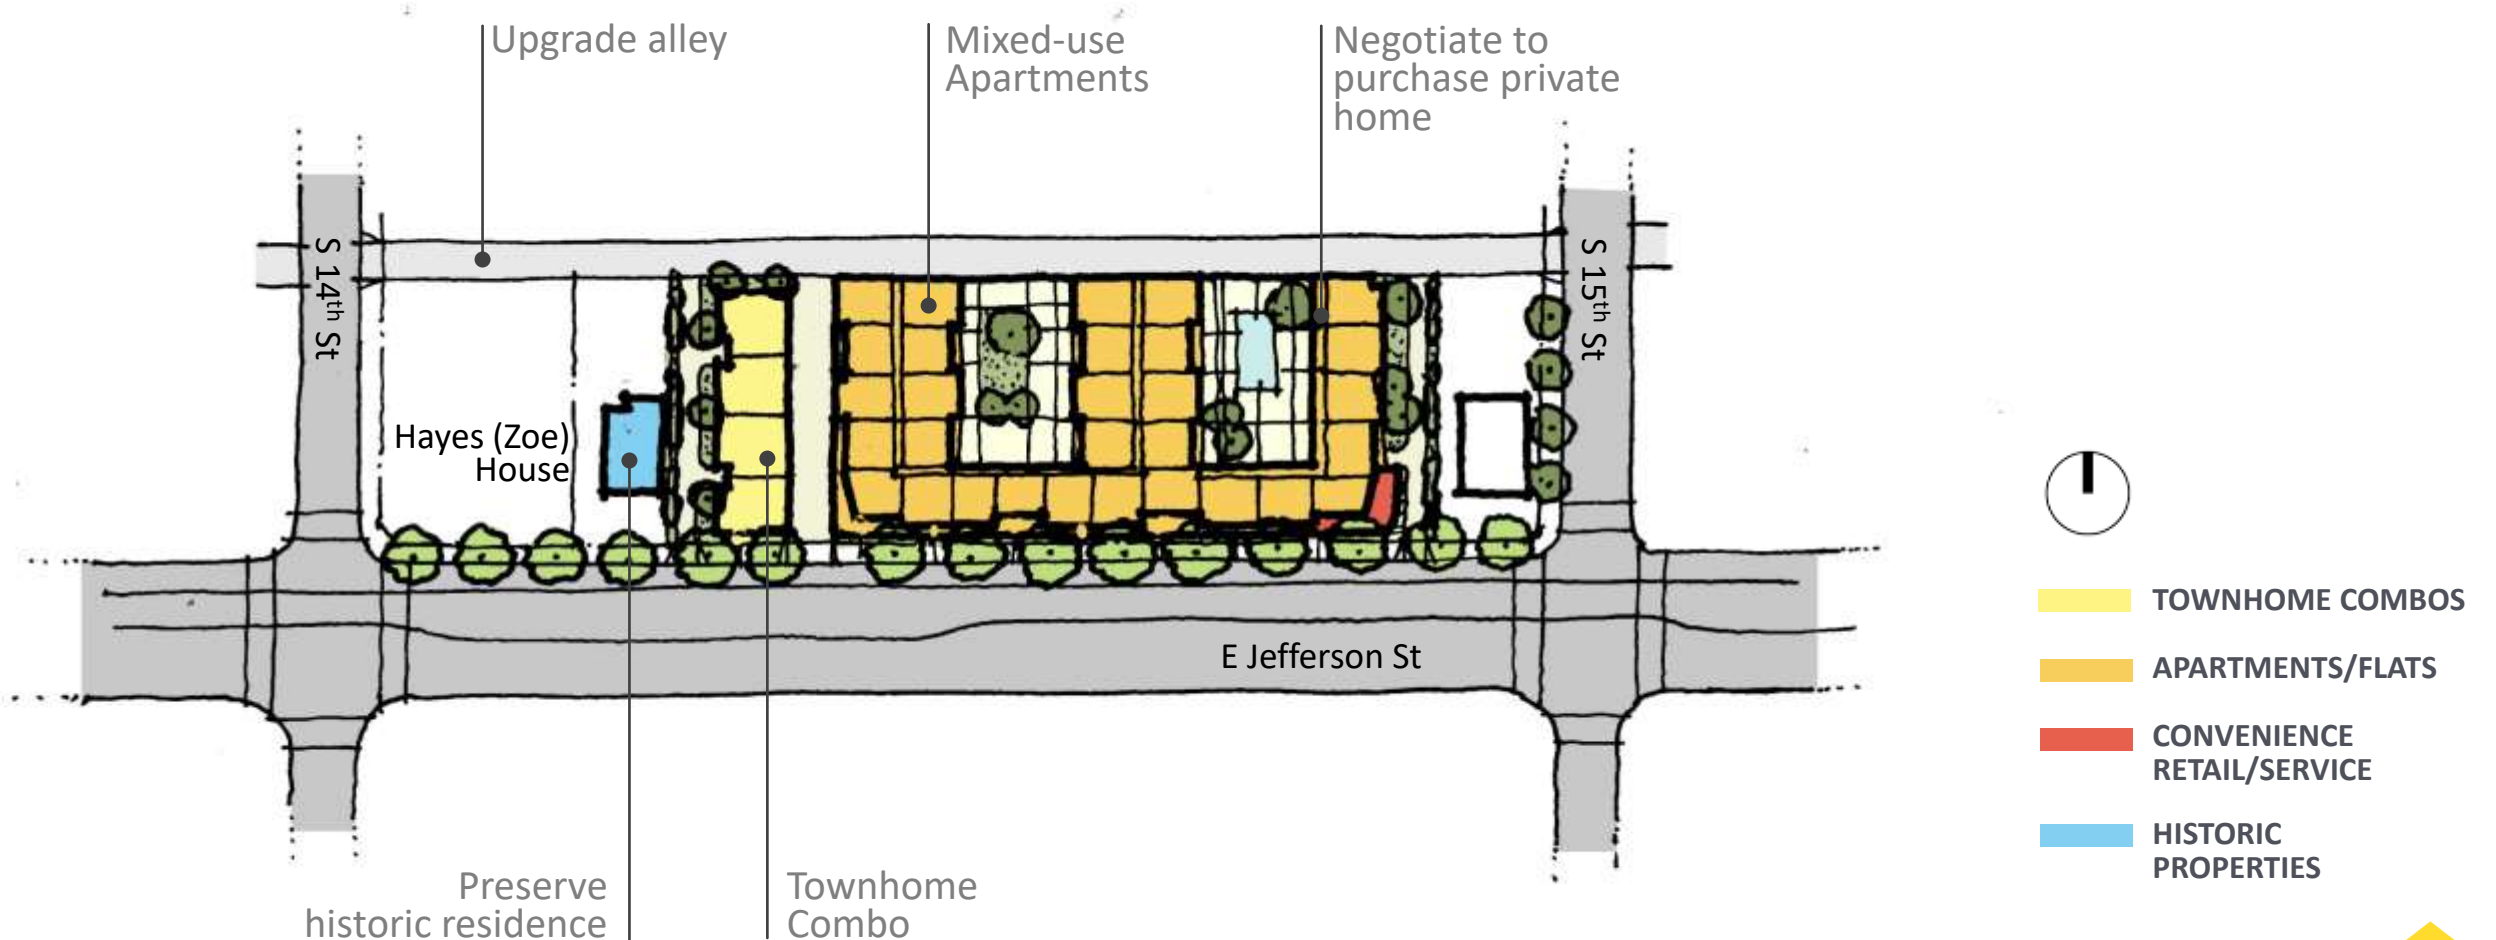 Upgrade alley
Mixed-use
Apartments
Negotiate to
purchase private
home
S 14th St
S 15th St
Hayes (Zoe)
House
E Jefferson St
TOWNHOME COMBOS
APARTMENTS/FLATS
CONVENIENCE
RETAIL/SERVICE
HISTORIC
PROPERTIES
Preserve
historic residence
Townhome
Combo